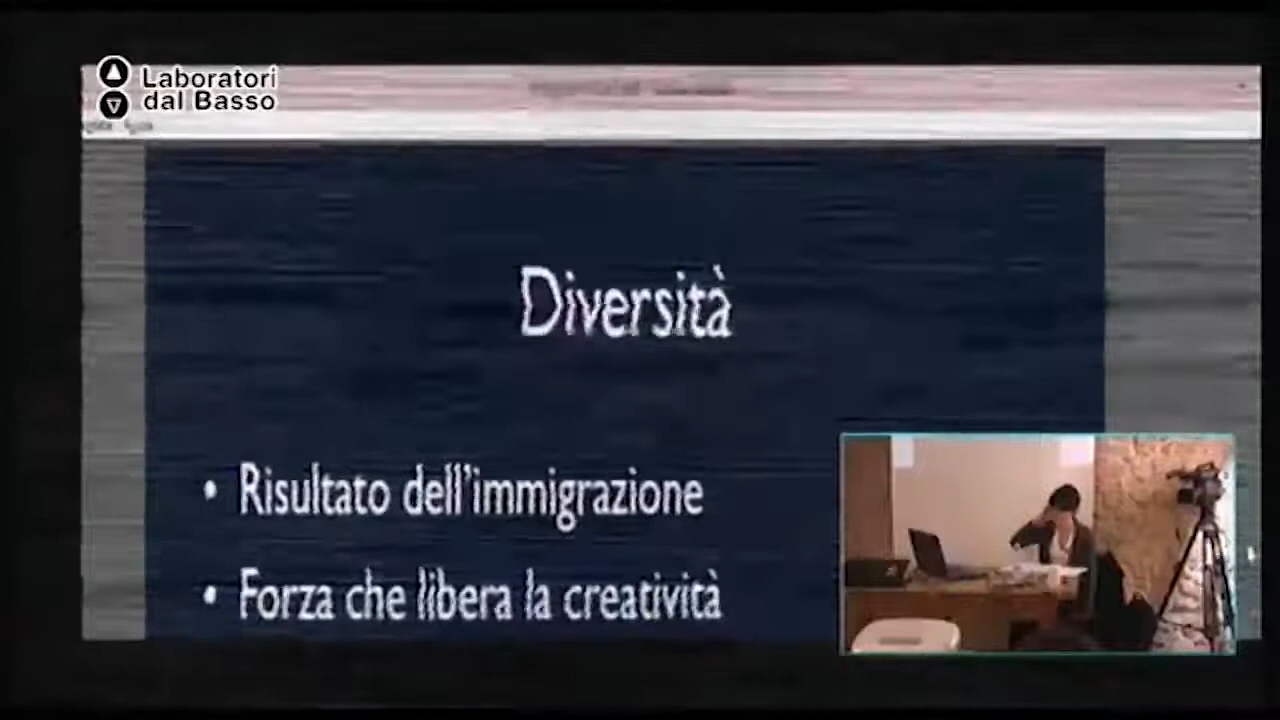 Laboratori
dal Basso
Diversità
• Risultato dell'immigrazione
• Forza che libera la creatività